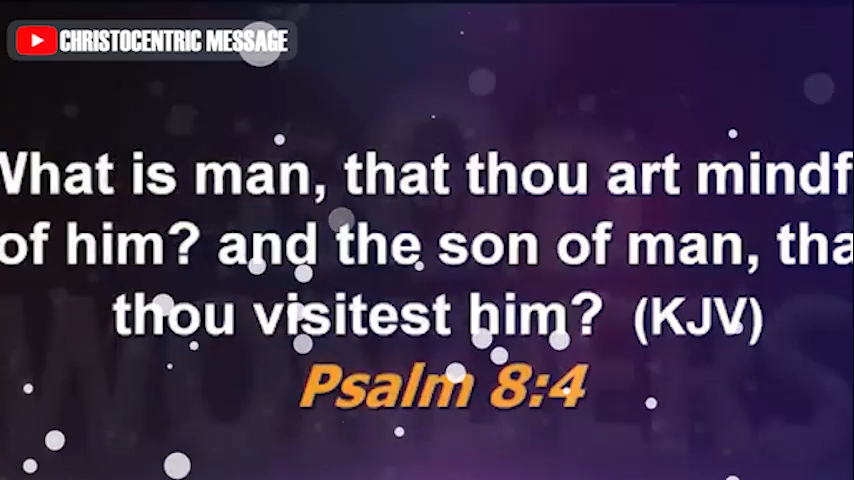 CHRISTOCENTRIC MESSAGE
What is man, that thou art mindf
of him? and the son of man, tha
thou visitest him? (KJV)
Psalm 8:4